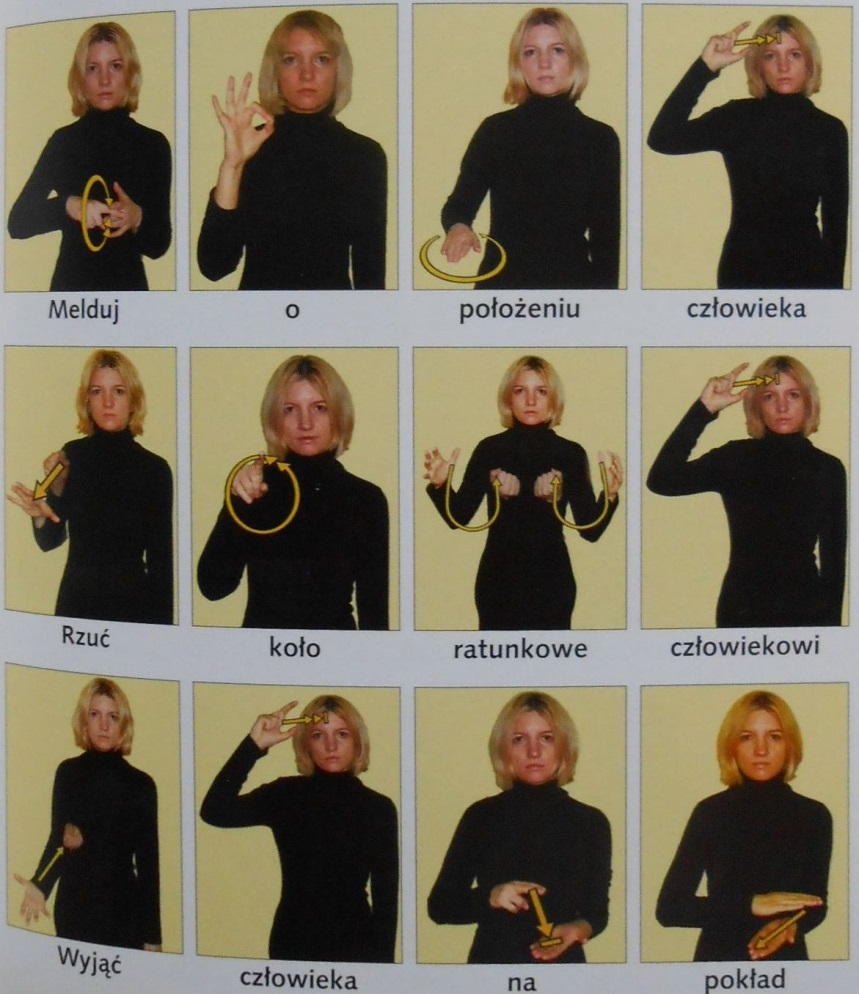 Melduj o położeniu człowieka
Rzuć koło ratunkowe człowiekowi
Wyjąć człowieka na pokład